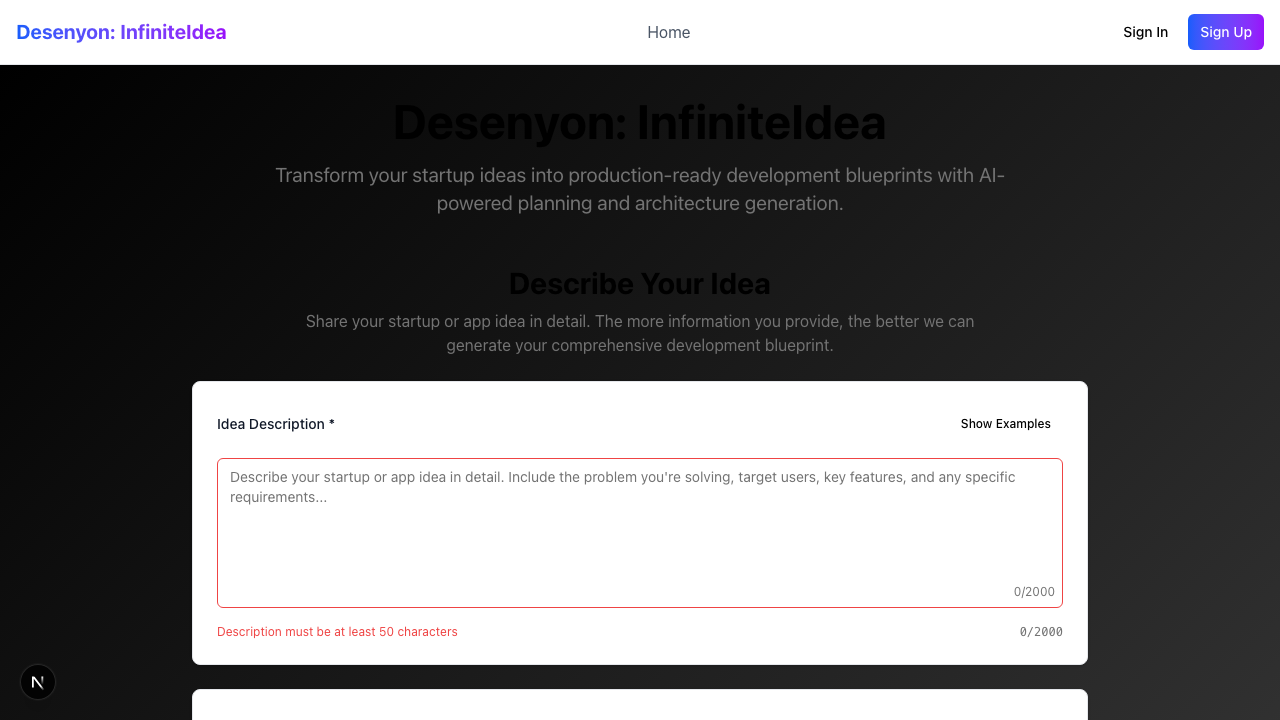 Desenyon: InfiniteIdea
Home
Sign In
Sign Up
Desenyon: InfiniteIdea
Transform your startup ideas into production-ready development blueprints with AI-
powered planning and architecture generation.
Describe Your Idea
Share your startup or app idea in detail. The more information you provide, the better we can
generate your comprehensive development blueprint.
Idea Description *
Show Examples
Describe your startup or app idea in detail. Include the problem you're solving, target users, key features, and any specific
requirements...
0/2000
Description must be at least 50 characters
0/2000
N